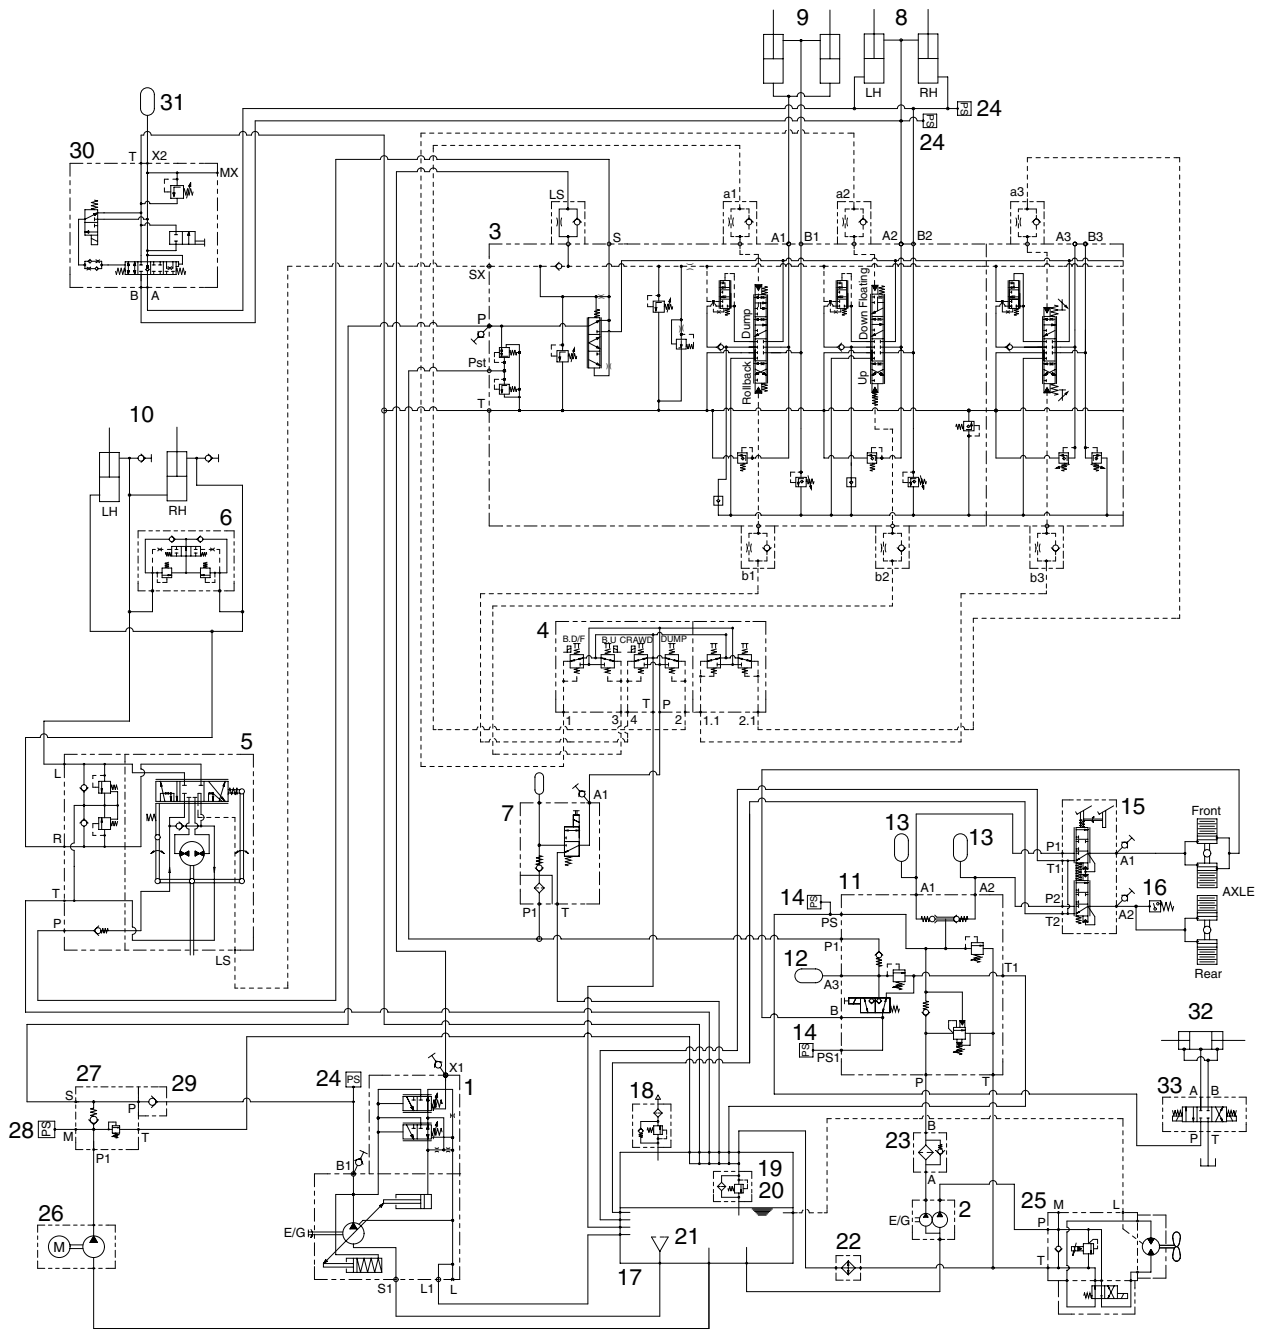 9 8
LH RH
PS 24
PS 24
31
30
T X2
MX
B A
3
LS
S
a1
a2
a3
A1 B1
A2 B2
A3 B3
SX
P
Pst
T
Rollback Dump
Up Down Floating
b1
b2
b3
10
LH RH
6
4
B.D/F B.U CRAWD DUMP
T P
1 3 4 2 1.1 2.1
5
L
R
T
P
LS
7
A1
P1 T
13 13
11
A1 A2
14 PS
PS
P1
12
A3
T1
B
14
PS
PS1
P T
15
P1
T1
P2
T2
A1
A2
16
Front
AXLE
Rear
32
33
A B
P T
27 29
S
P
28 PS
M T
P1
26
M
24 PS
X1
1
B1
E/G
S1 L1 L
18
19
20
21
17
22
23
B
A
2
E/G
25
M L
P
T